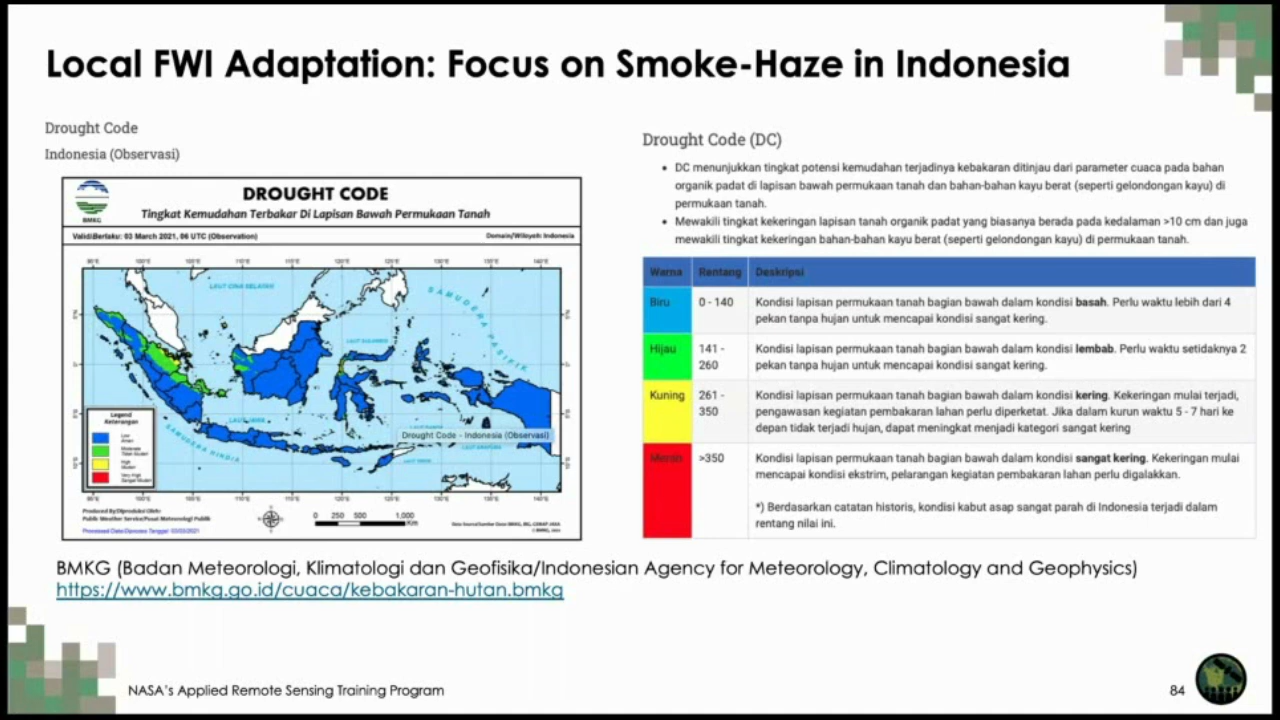 Local FWI Adaptation: Focus on Smoke-Haze in Indonesia
Drought Code
Indonesia (Observasi)
BMKG
DROUGHT CODE
Tingkat Kemudahan Terbakar Di Lapisan Bawah Permukaan Tanah
Valid/Berlaku: 03 March 2021, 06 UTC (Observation)
Domain/Wilayah: Indonesia
95°E 100°E 105°E 110°E 115°E 120°E 125°E 130°E 135°E 140°E
LAUT CINA SELATAN
SAMUDERA PASIFIK
LAUT SULAWESI
LAUT JAWA
SAMUDERA HINDIA
Legend
Keterangan
Low
Aman
Moderate
Tidak Mudah
High
Mudah
Very High
Sangat Mudah
Drought Code - Indonesia (Observasi)
Produced By/Diproduksi Oleh:
Public Weather Service/Pusat Meteorologi Publik
Processed Date/Diproses Tanggal: 03/03/2021
0 250 500 1,000
Km
Drought Code (DC)
• DC menunjukkan tingkat potensi kemudahan terjadinya kebakaran ditinjau dari parameter cuaca pada bahan
organik padat di lapisan bawah permukaan tanah dan bahan-bahan kayu berat (seperti gelondongan kayu) di
permukaan tanah.
• Mewakili tingkat kekeringan lapisan tanah organik padat yang biasanya berada pada kedalaman >10 cm dan juga
mewakili tingkat kekeringan bahan-bahan kayu berat (seperti gelondongan kayu) di permukaan tanah.
Warna Rentang Deskripsi
Biru 0 - 140 Kondisi lapisan permukaan tanah bagian bawah dalam kondisi basah. Perlu waktu lebih dari 4
pekan tanpa hujan untuk mencapai kondisi sangat kering.
Hijau 141 - Kondisi lapisan permukaan tanah bagian bawah dalam kondisi lembab. Perlu waktu setidaknya 2
260 pekan tanpa hujan untuk mencapai kondisi sangat kering.
Kuning 261 - Kondisi lapisan permukaan tanah bagian bawah dalam kondisi kering. Kekeringan mulai terjadi,
350 pengawasan kegiatan pembakaran lahan perlu diperketat. Jika dalam kurun waktu 5 - 7 hari ke
depan tidak terjadi hujan, dapat meningkat menjadi kategori sangat kering
Merah >350 Kondisi lapisan permukaan tanah bagian bawah dalam kondisi sangat kering. Kekeringan mulai
mencapai kondisi ekstrim, pelarangan kegiatan pembakaran lahan perlu digalakkan.
*) Berdasarkan catatan historis, kondisi kabut asap sangat parah di Indonesia terjadi dalam
rentang nilai ini.
BMKG (Badan Meteorologi, Klimatologi dan Geofisika/Indonesian Agency for Meteorology, Climatology and Geophysics)
https://www.bmkg.go.id/cuaca/kebakaran-hutan.bmkg
NASA's Applied Remote Sensing Training Program
84